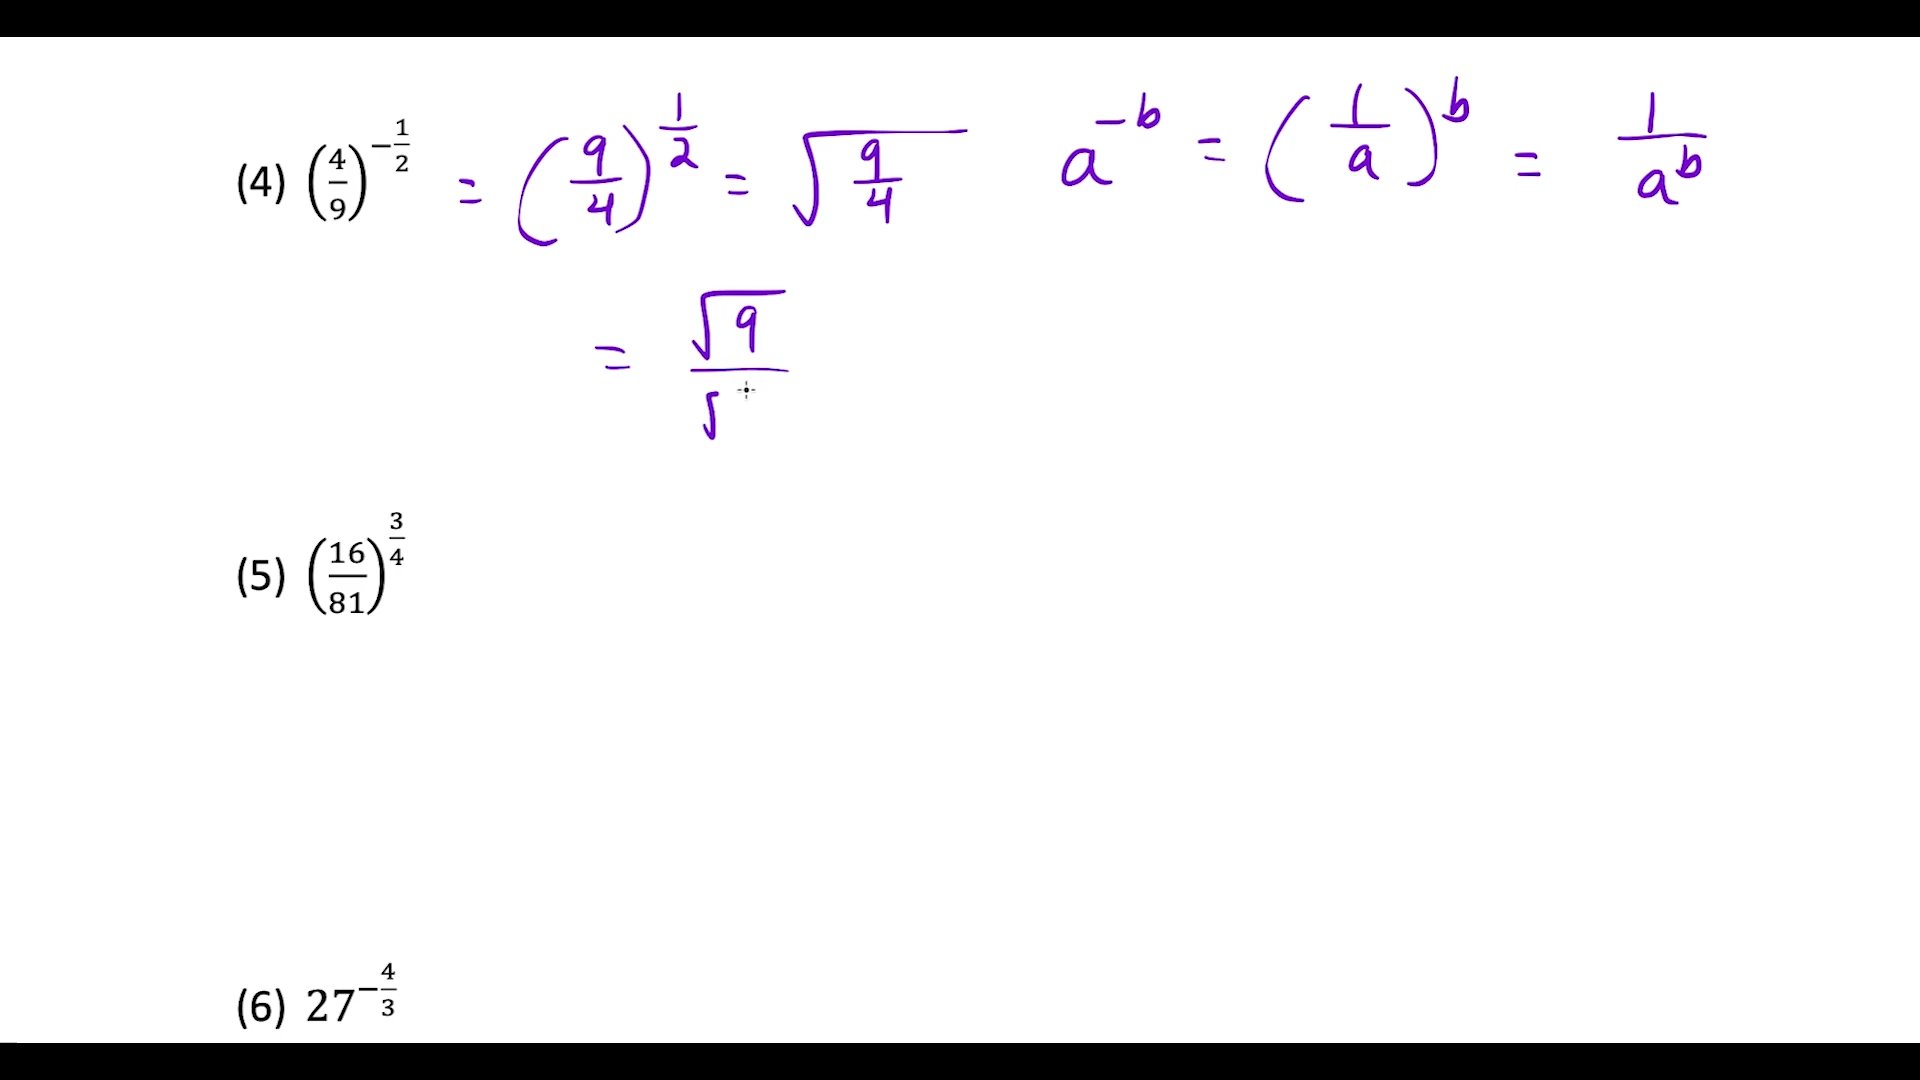 (4) (4/9)^(-1/2) = (9/4)^(1/2) = √(9/4) a^(-b) = (1/a)^b = 1/a^b
= √9/√
(5) (16/81)^(3/4)
(6) 27^(-4/3)